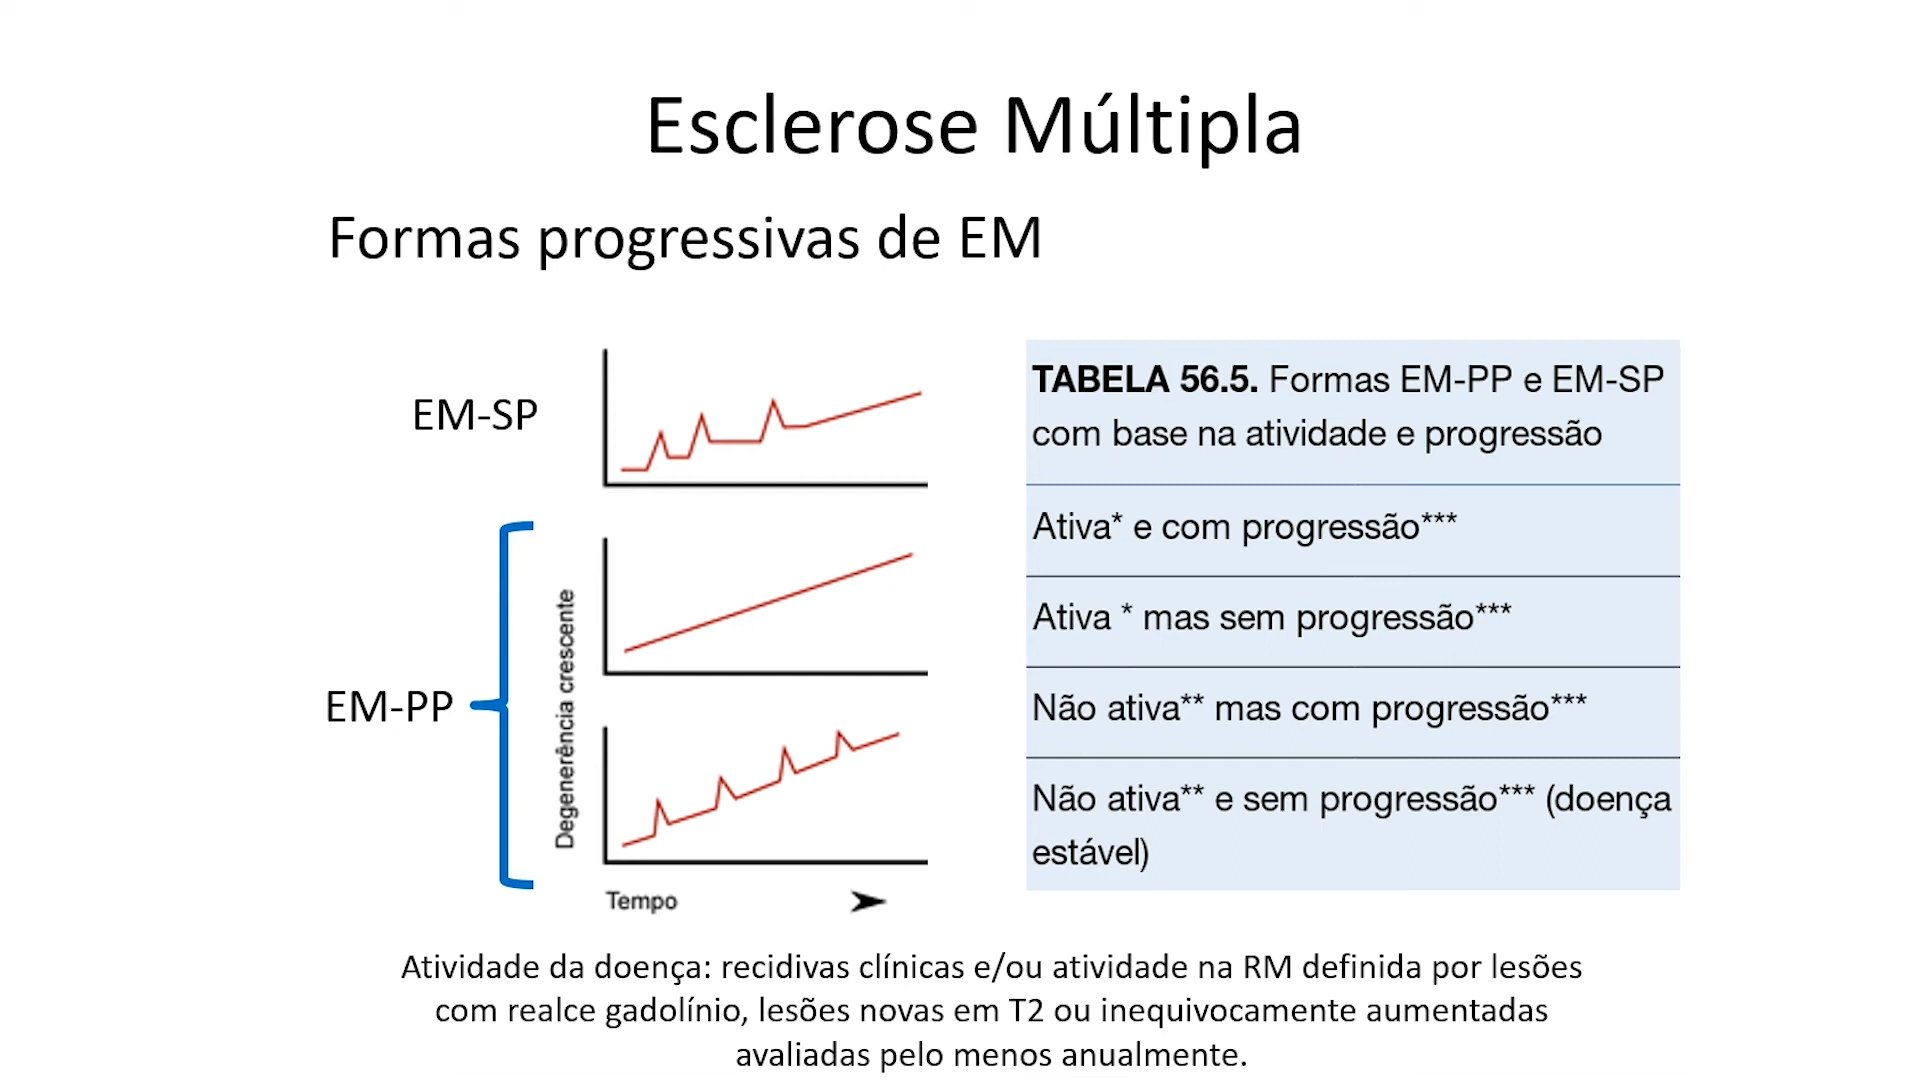 Esclerose Múltipla
Formas progressivas de EM
EM-SP
EM-PP
Degenerência crescente
Tempo
TABELA 56.5. Formas EM-PP e EM-SP
com base na atividade e progressão
Ativa* e com progressão***
Ativa * mas sem progressão***
Não ativa** mas com progressão***
Não ativa** e sem progressão*** (doença
estável)
Atividade da doença: recidivas clínicas e/ou atividade na RM definida por lesões
com realce gadolínio, lesões novas em T2 ou inequivocamente aumentadas
avaliadas pelo menos anualmente.